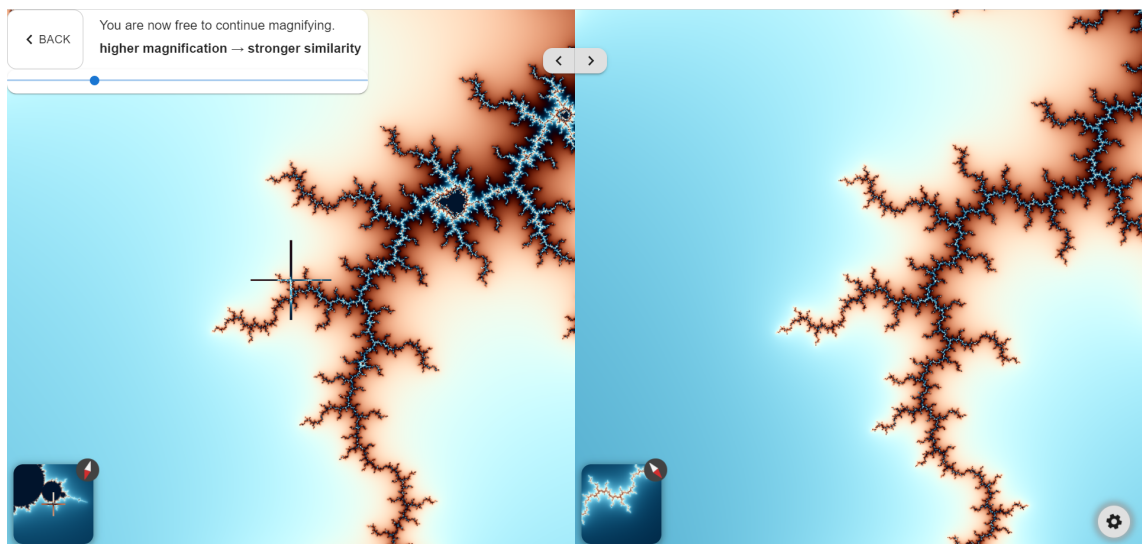 BACK
You are now free to continue magnifying.
higher magnification → stronger similarity